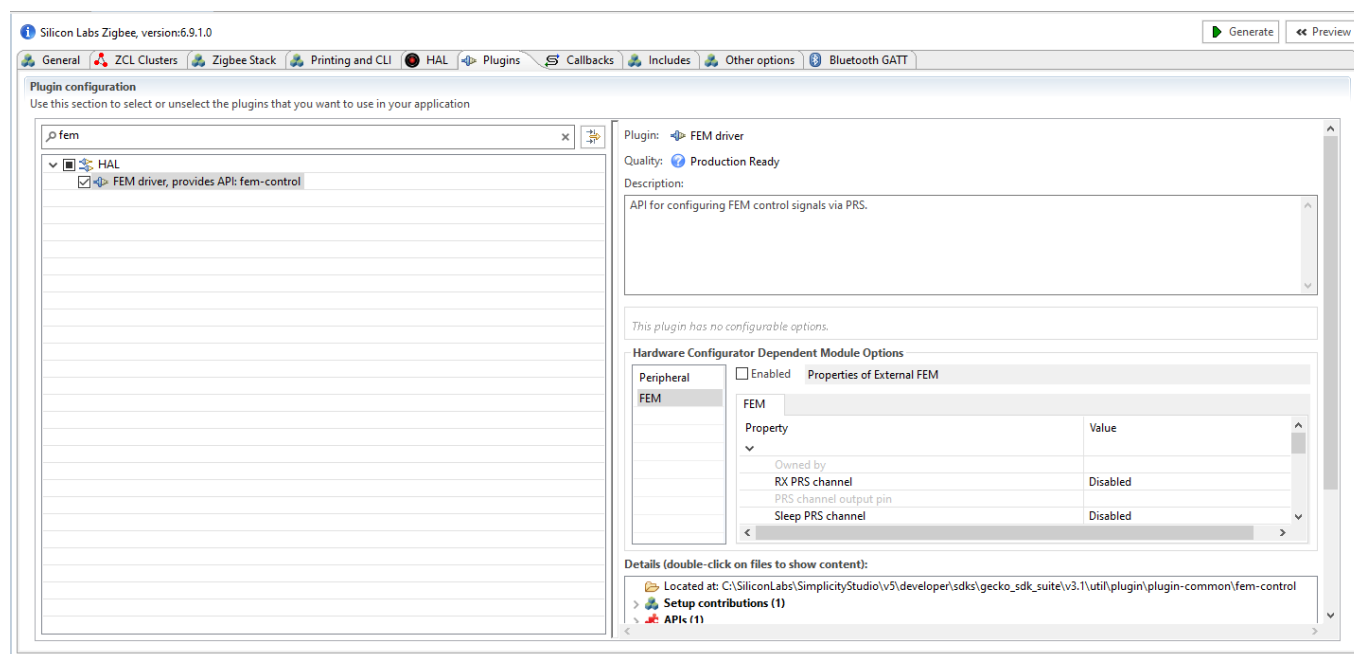 Silicon Labs Zigbee, version:6.9.1.0
Generate
Preview
General ZCL Clusters Zigbee Stack Printing and CLI HAL Plugins Callbacks Includes Other options Bluetooth GATT
Plugin configuration
Use this section to select or unselect the plugins that you want to use in your application
fem
HAL
FEM driver, provides API: fem-control
Plugin: FEM driver
Quality: Production Ready
Description:
API for configuring FEM control signals via PRS.
This plugin has no configurable options.
Hardware Configurator Dependent Module Options
Peripheral
FEM
Enabled Properties of External FEM
FEM
Property Value
Owned by
RX PRS channel Disabled
PRS channel output pin
Sleep PRS channel Disabled
Details (double-click on files to show content):
Located at: C:\SiliconLabs\SimplicityStudio\v5\developer\sdks\gecko_sdk_suite\v3.1\util\plugin\plugin-common\fem-control
Setup contributions (1)
APIs (1)